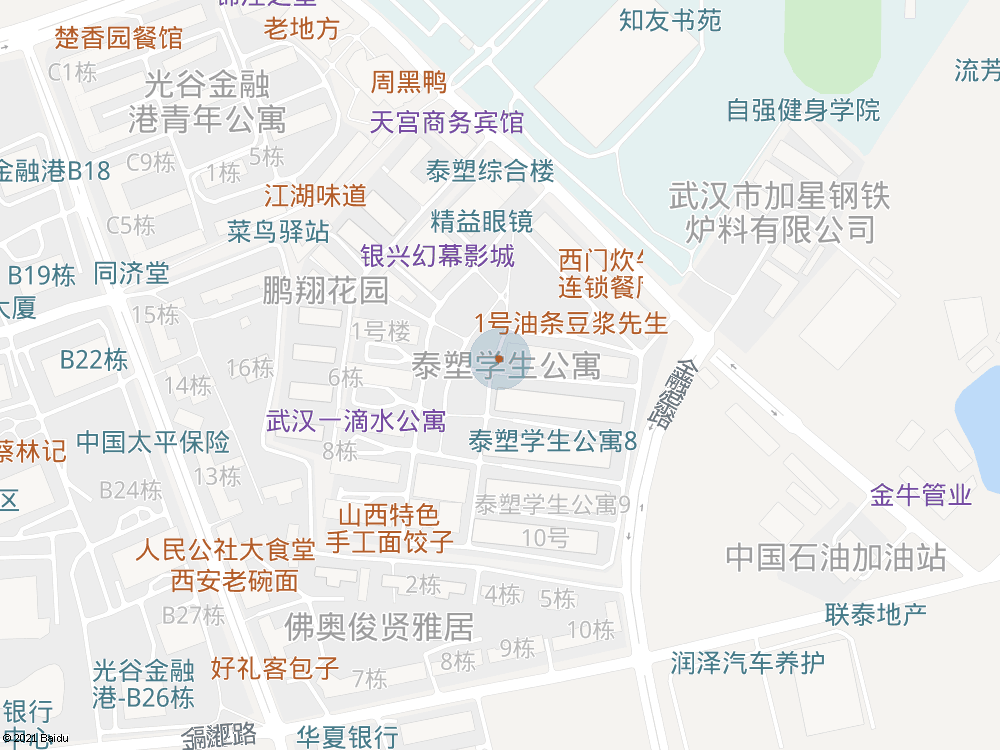 锦江之星
老地方
楚香园餐馆
知友书苑
C1栋
光谷金融
港青年公寓
周黑鸭
流芳
天宫商务宾馆
自强健身学院
C9栋
5栋
1栋
金融港B18
泰塑综合楼
江湖味道
武汉市加星钢铁
炉料有限公司
C5栋
菜鸟驿站
精益眼镜
银兴幻幕影城
B19栋
同济堂
西门炊
连锁餐
鹏翔花园
大厦
15栋
1号楼
1号油条豆浆先生
B22栋
16栋
14栋
6栋
泰塑学生公寓
金融港路
武汉一滴水公寓
中国太平保险
8栋
泰塑学生公寓8
蔡林记
13栋
B24栋
区
泰塑学生公寓9
金牛管业
山西特色
手工面饺子
10号
人民公社大食堂
西安老碗面
中国石油加油站
2栋
4栋
5栋
B27栋
佛奥俊贤雅居
10栋
联泰地产
9栋
8栋
7栋
润泽汽车养护
光谷金融
港-B26栋
好礼客包子
银行
中心
华夏银行
© 2021 Baidu